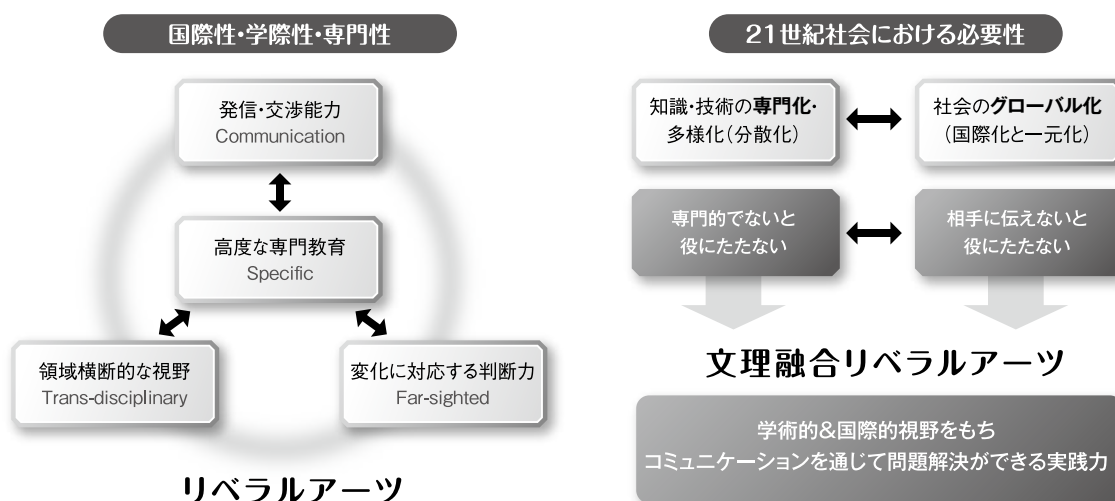 国際性・学際性・専門性
発信・交渉能力
Communication
高度な専門教育
Specific
領域横断的な視野
Trans-disciplinary
変化に対応する判断力
Far-sighted
リベラルアーツ
21世紀社会における必要性
知識・技術の専門化・
多様化(分散化)
社会のグローバル化
(国際化と一元化)
専門的でないと
役にたたない
相手に伝えないと
役にたたない
文理融合リベラルアーツ
学術的&国際的視野をもち
コミュニケーションを通じて問題解決ができる実践力